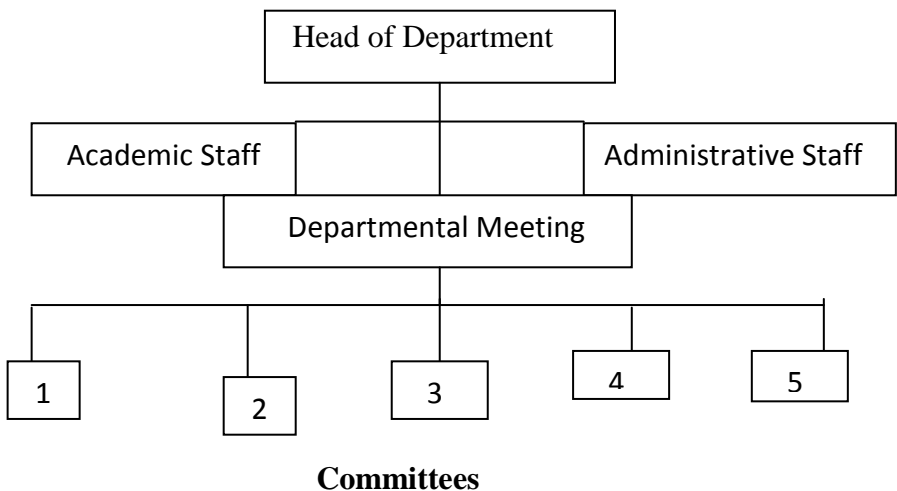 Head of Department
Academic Staff
Administrative Staff
Departmental Meeting
1
2
3
4
5
Committees